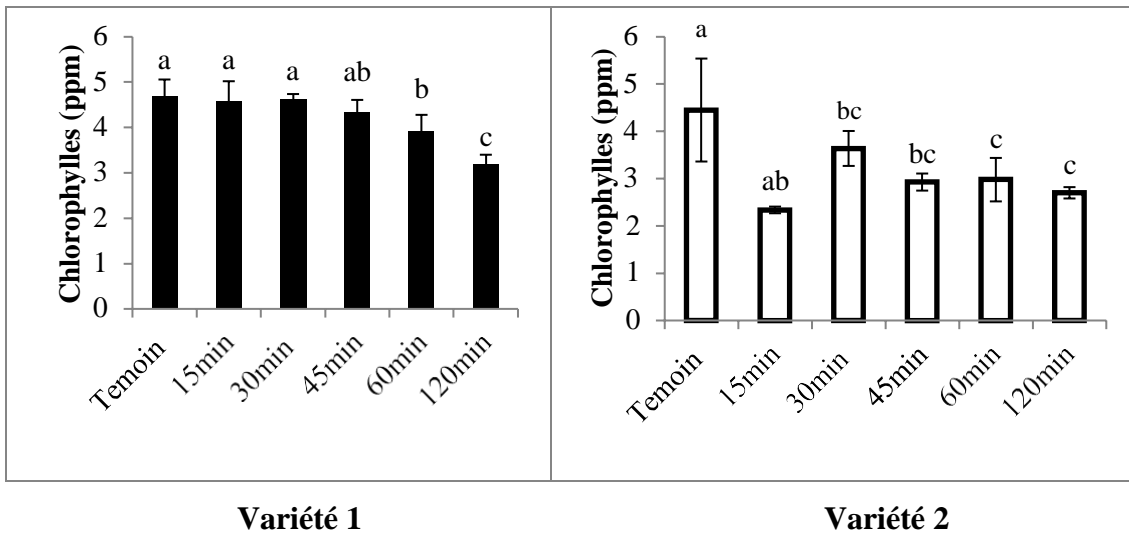 Chlorophylles (ppm)
6
5
4
3
2
1
0
a
a
a
ab
b
c
Temoin
15min
30min
45min
60min
120min
Chlorophylles (ppm)
6
5
4
3
2
1
0
a
ab
bc
bc
c
c
Temoin
15min
30min
45min
60min
120min
Variété 1
Variété 2